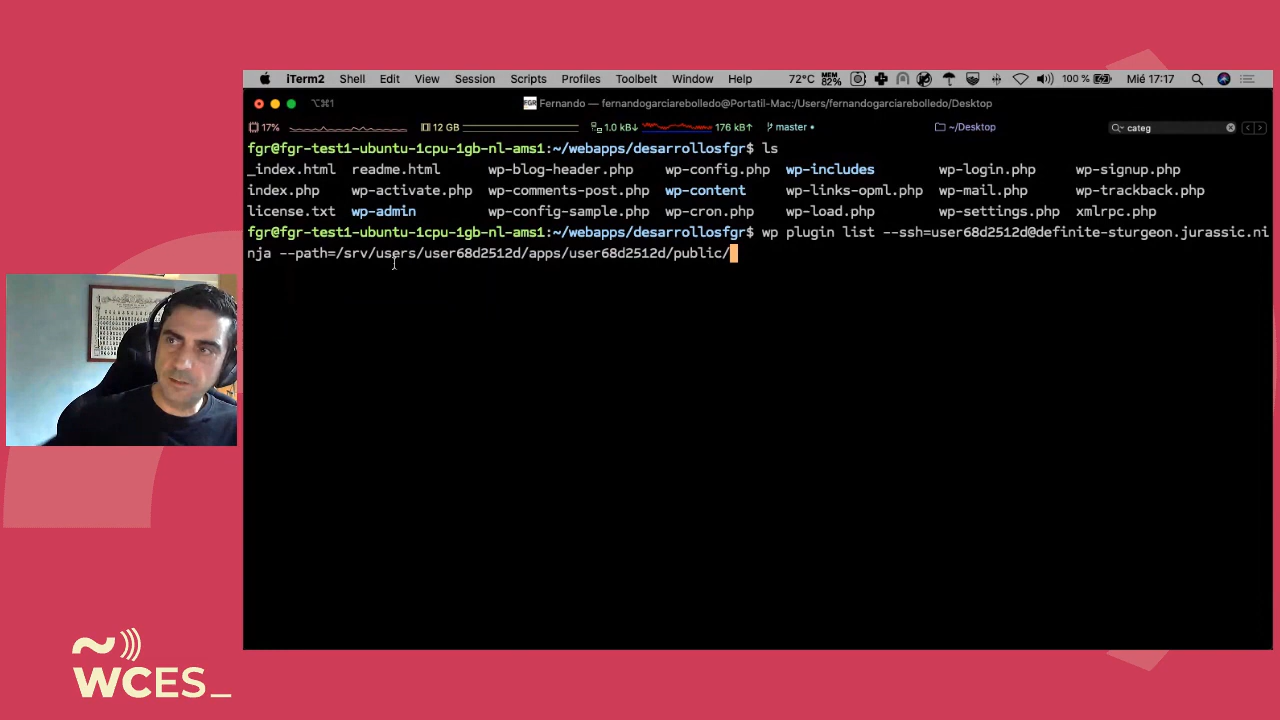 iTerm2 Shell Edit View Session Scripts Profiles Toolbelt Window Help 72°C MEM 82% 100 % Mié 17:17
⌥⌘1 FGR Fernando — fernandogarciarebolledo@Portatil-Mac:/Users/fernandogarciarebolledo/Desktop
17% 12 GB 1.0 kB↓ 176 kB↑ master ~/Desktop categ
fgr@fgr-test1-ubuntu-1cpu-1gb-nl-ams1:~/webapps/desarrollosfgr$ ls
_index.html readme.html wp-blog-header.php wp-config.php wp-includes wp-login.php wp-signup.php
index.php wp-activate.php wp-comments-post.php wp-content wp-links-opml.php wp-mail.php wp-trackback.php
license.txt wp-admin wp-config-sample.php wp-cron.php wp-load.php wp-settings.php xmlrpc.php
fgr@fgr-test1-ubuntu-1cpu-1gb-nl-ams1:~/webapps/desarrollosfgr$ wp plugin list --ssh=user68d2512d@definite-sturgeon.jurassic.ni
nja --path=/srv/users/user68d2512d/apps/user68d2512d/public/
WCES_